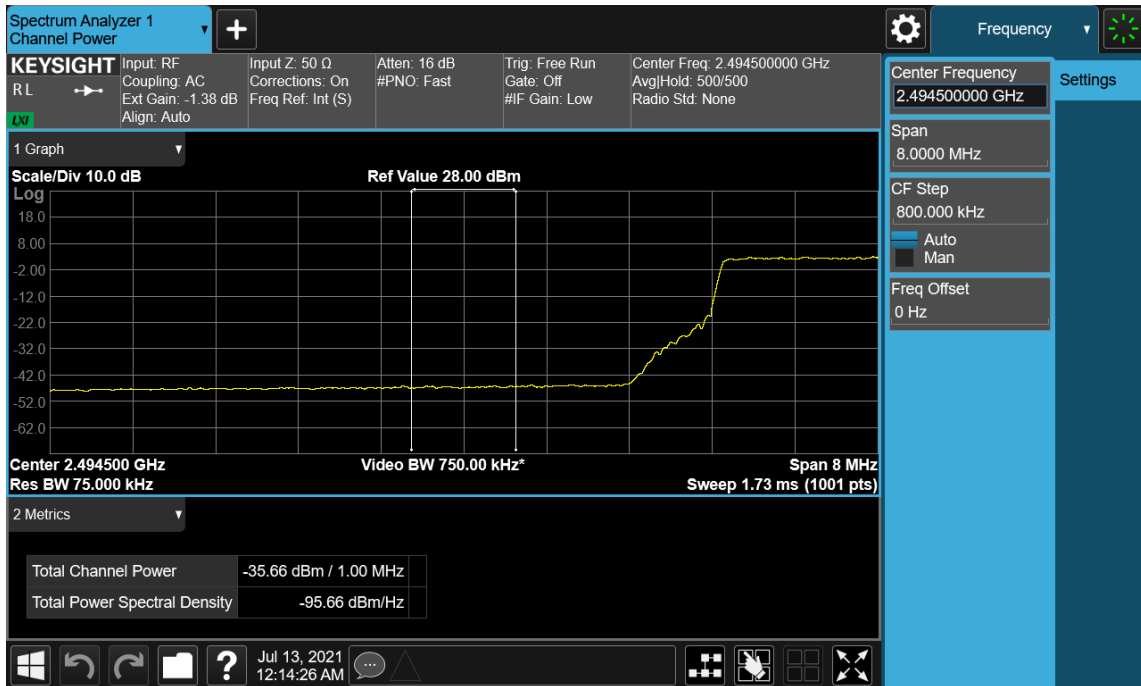 Spectrum Analyzer 1
Channel Power
Frequency
KEYSIGHT
R L
LXI
Input: RF
Coupling: AC
Ext Gain: -1.38 dB
Align: Auto
Input Z: 50 Ω
Corrections: On
Freq Ref: Int (S)
Atten: 16 dB
#PNO: Fast
Trig: Free Run
Gate: Off
#IF Gain: Low
Center Freq: 2.494500000 GHz
Avg|Hold: 500/500
Radio Std: None
Center Frequency
2.494500000 GHz
Settings
Span
8.0000 MHz
CF Step
800.000 kHz
Auto
Man
Freq Offset
0 Hz
1 Graph
Scale/Div 10.0 dB
Ref Value 28.00 dBm
Log
18.0
8.00
-2.00
-12.0
-22.0
-32.0
-42.0
-52.0
-62.0
Center 2.494500 GHz
Video BW 750.00 kHz*
Span 8 MHz
Res BW 75.000 kHz
Sweep 1.73 ms (1001 pts)
2 Metrics
Total Channel Power
-35.66 dBm / 1.00 MHz
Total Power Spectral Density
-95.66 dBm/Hz
?
Jul 13, 2021
12:14:26 AM